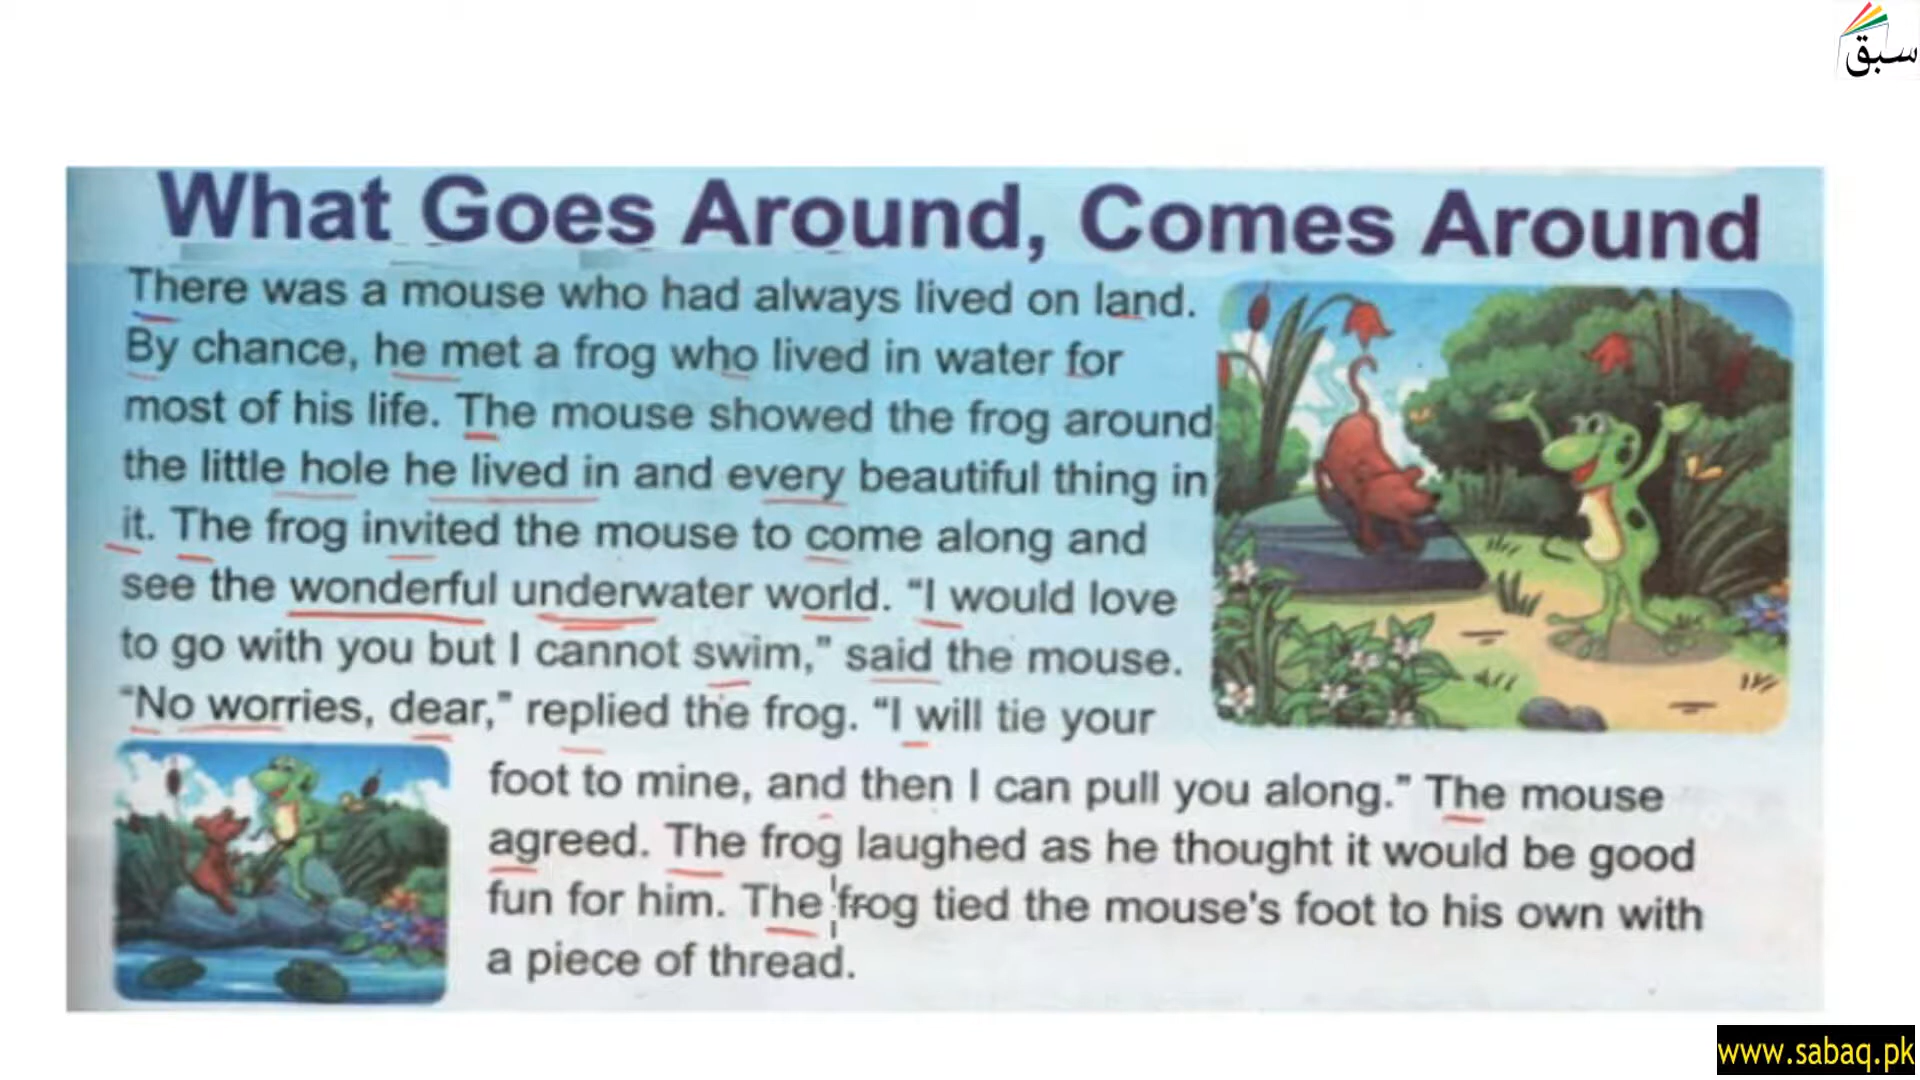 سبق
What Goes Around, Comes Around
There was a mouse who had always lived on land.
By chance, he met a frog who lived in water for
most of his life. The mouse showed the frog around
the little hole he lived in and every beautiful thing in
it. The frog invited the mouse to come along and
see the wonderful underwater world. “I would love
to go with you but I cannot swim,” said the mouse.
“No worries, dear,” replied the frog. “I will tie your
foot to mine, and then I can pull you along.” The mouse
agreed. The frog laughed as he thought it would be good
fun for him. The frog tied the mouse's foot to his own with
a piece of thread.
www.sabaq.pk